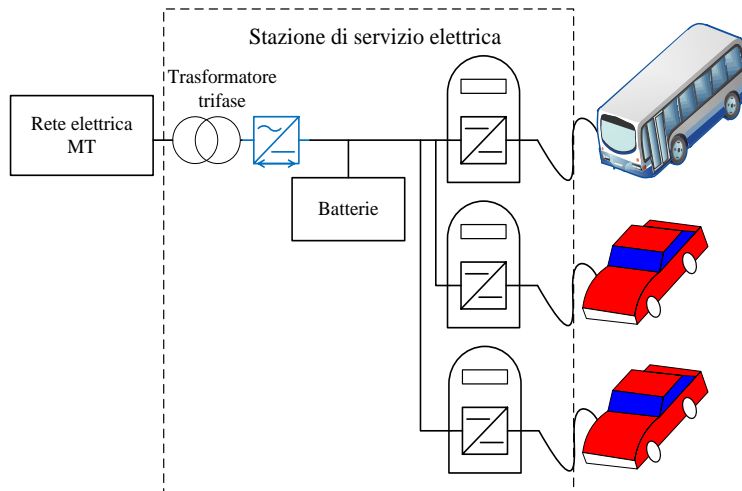 Stazione di servizio elettrica
Trasformatore
trifase
Rete elettrica
MT
Batterie